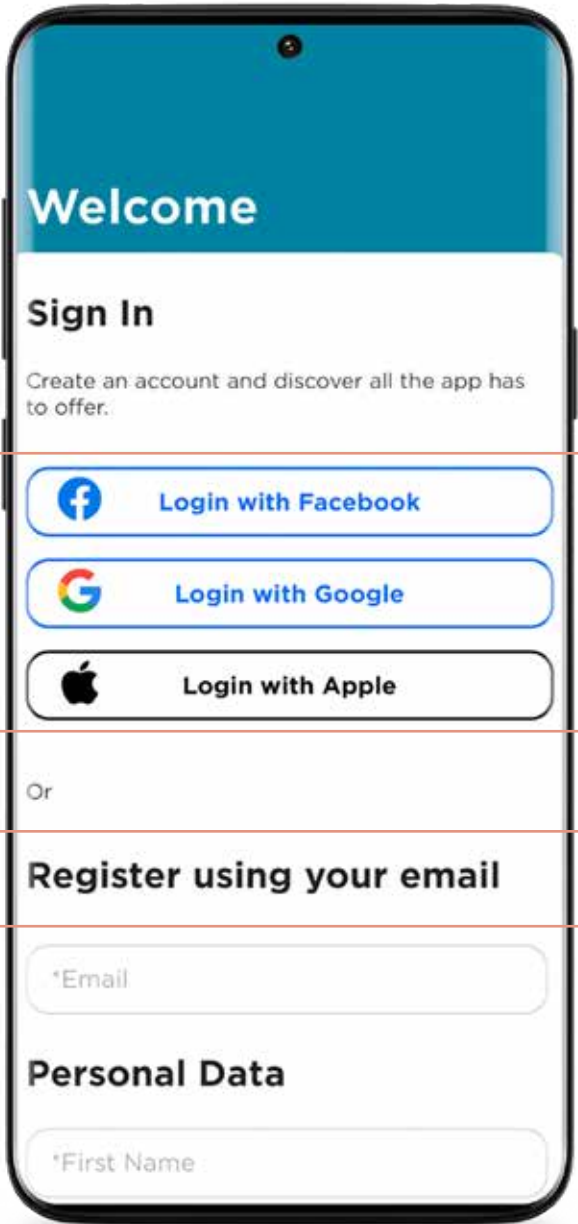 Welcome
Sign In
Create an account and discover all the app has
to offer.
Login with Facebook
Login with Google
Login with Apple
Or
Register using your email
*Email
Personal Data
*First Name